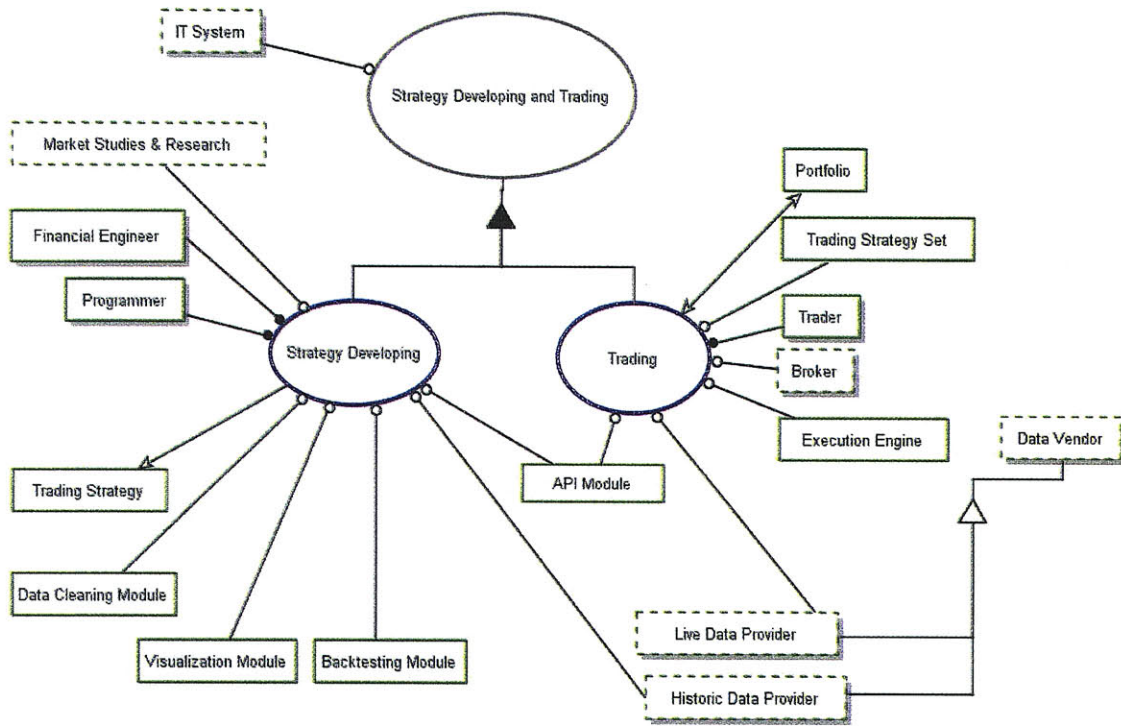 IT System
Strategy Developing and Trading
Market Studies & Research
Portfolio
Financial Engineer
Trading Strategy Set
Programmer
Trader
Strategy Developing
Trading
Broker
Execution Engine
Data Vendor
Trading Strategy
API Module
Data Cleaning Module
Live Data Provider
Visualization Module
Backtesting Module
Historic Data Provider